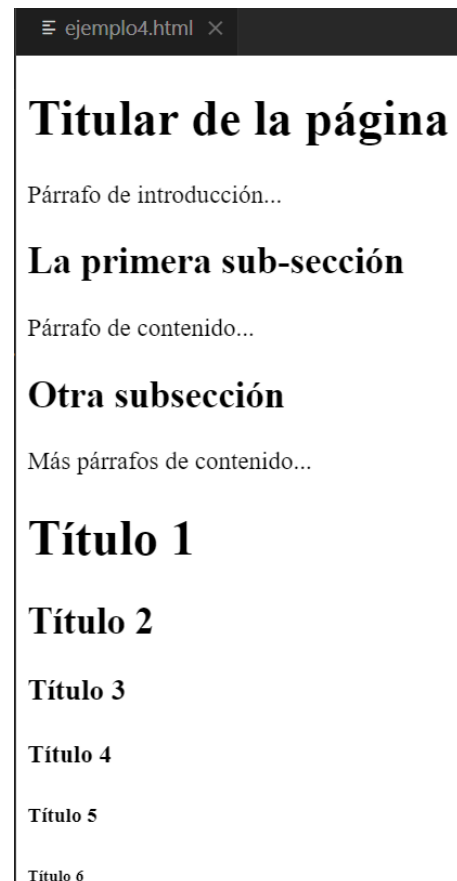 ejemplo4.html
Titular de la página
Párrafo de introducción...
La primera sub-sección
Párrafo de contenido...
Otra subsección
Más párrafos de contenido...
Título 1
Título 2
Título 3
Título 4
Título 5
Título 6